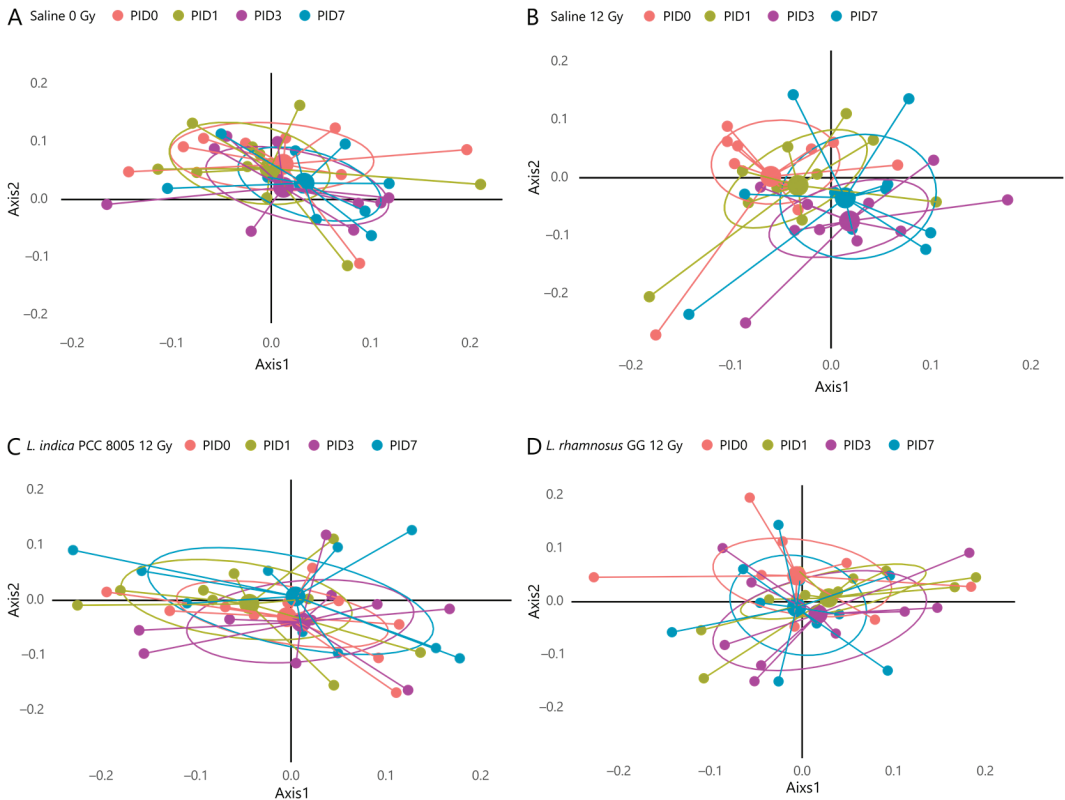 A Saline 0 Gy PID0 PID1 PID3 PID7
0.2
0.1
0.0
−0.1
−0.2
Axis2
−0.2 −0.1 0.0 0.1 0.2
Axis1
B Saline 12 Gy PID0 PID1 PID3 PID7
0.2
0.1
0.0
−0.1
−0.2
Axis2
−0.2 −0.1 0.0 0.1 0.2
Axis1
C L. indica PCC 8005 12 Gy PID0 PID1 PID3 PID7
0.2
0.1
0.0
−0.1
−0.2
Axis2
−0.2 −0.1 0.0 0.1 0.2
Axis1
D L. rhamnosus GG 12 Gy PID0 PID1 PID3 PID7
0.2
0.1
0.0
−0.1
−0.2
Axis2
−0.2 −0.1 0.0 0.1 0.2
Aixs1